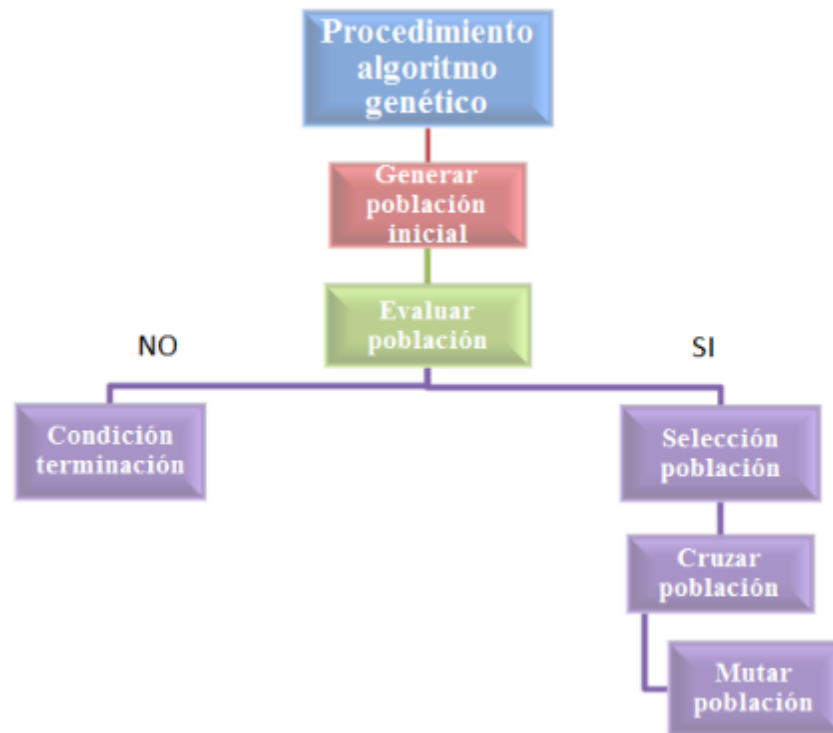 Procedimiento
algoritmo
genético
Generar
población
inicial
Evaluar
población
NO
SI
Condición
terminación
Selección
población
Cruzar
población
Mutar
población